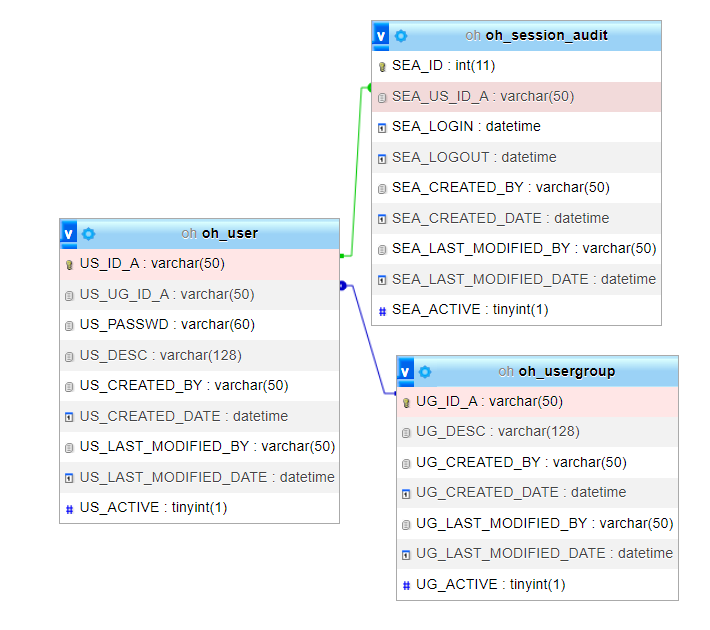 v oh oh_session_audit
SEA_ID : int(11)
SEA_US_ID_A : varchar(50)
SEA_LOGIN : datetime
SEA_LOGOUT : datetime
SEA_CREATED_BY : varchar(50)
SEA_CREATED_DATE : datetime
SEA_LAST_MODIFIED_BY : varchar(50)
SEA_LAST_MODIFIED_DATE : datetime
# SEA_ACTIVE : tinyint(1)
v oh oh_user
US_ID_A : varchar(50)
US_UG_ID_A : varchar(50)
US_PASSWD : varchar(60)
US_DESC : varchar(128)
US_CREATED_BY : varchar(50)
US_CREATED_DATE : datetime
US_LAST_MODIFIED_BY : varchar(50)
US_LAST_MODIFIED_DATE : datetime
# US_ACTIVE : tinyint(1)
v oh oh_usergroup
UG_ID_A : varchar(50)
UG_DESC : varchar(128)
UG_CREATED_BY : varchar(50)
UG_CREATED_DATE : datetime
UG_LAST_MODIFIED_BY : varchar(50)
UG_LAST_MODIFIED_DATE : datetime
# UG_ACTIVE : tinyint(1)